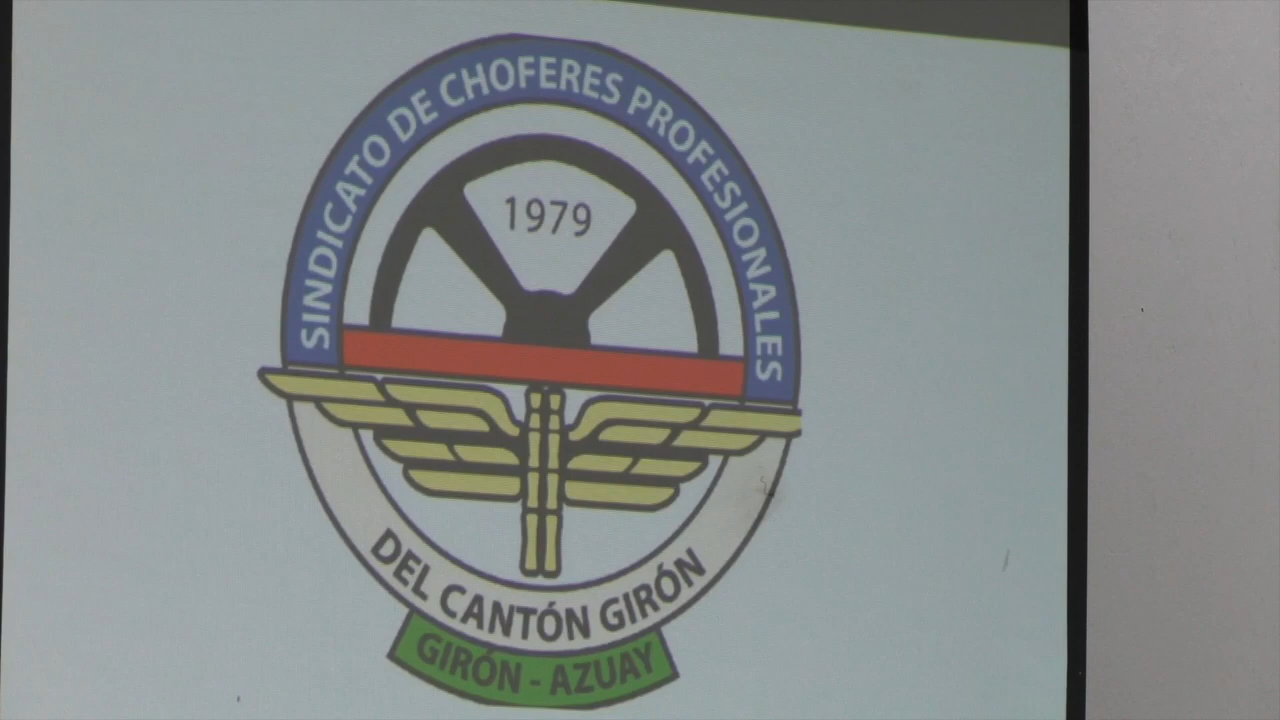 SINDICATO DE CHOFERES PROFESIONALES
1979
DEL CANTÓN GIRÓN
GIRÓN - AZUAY